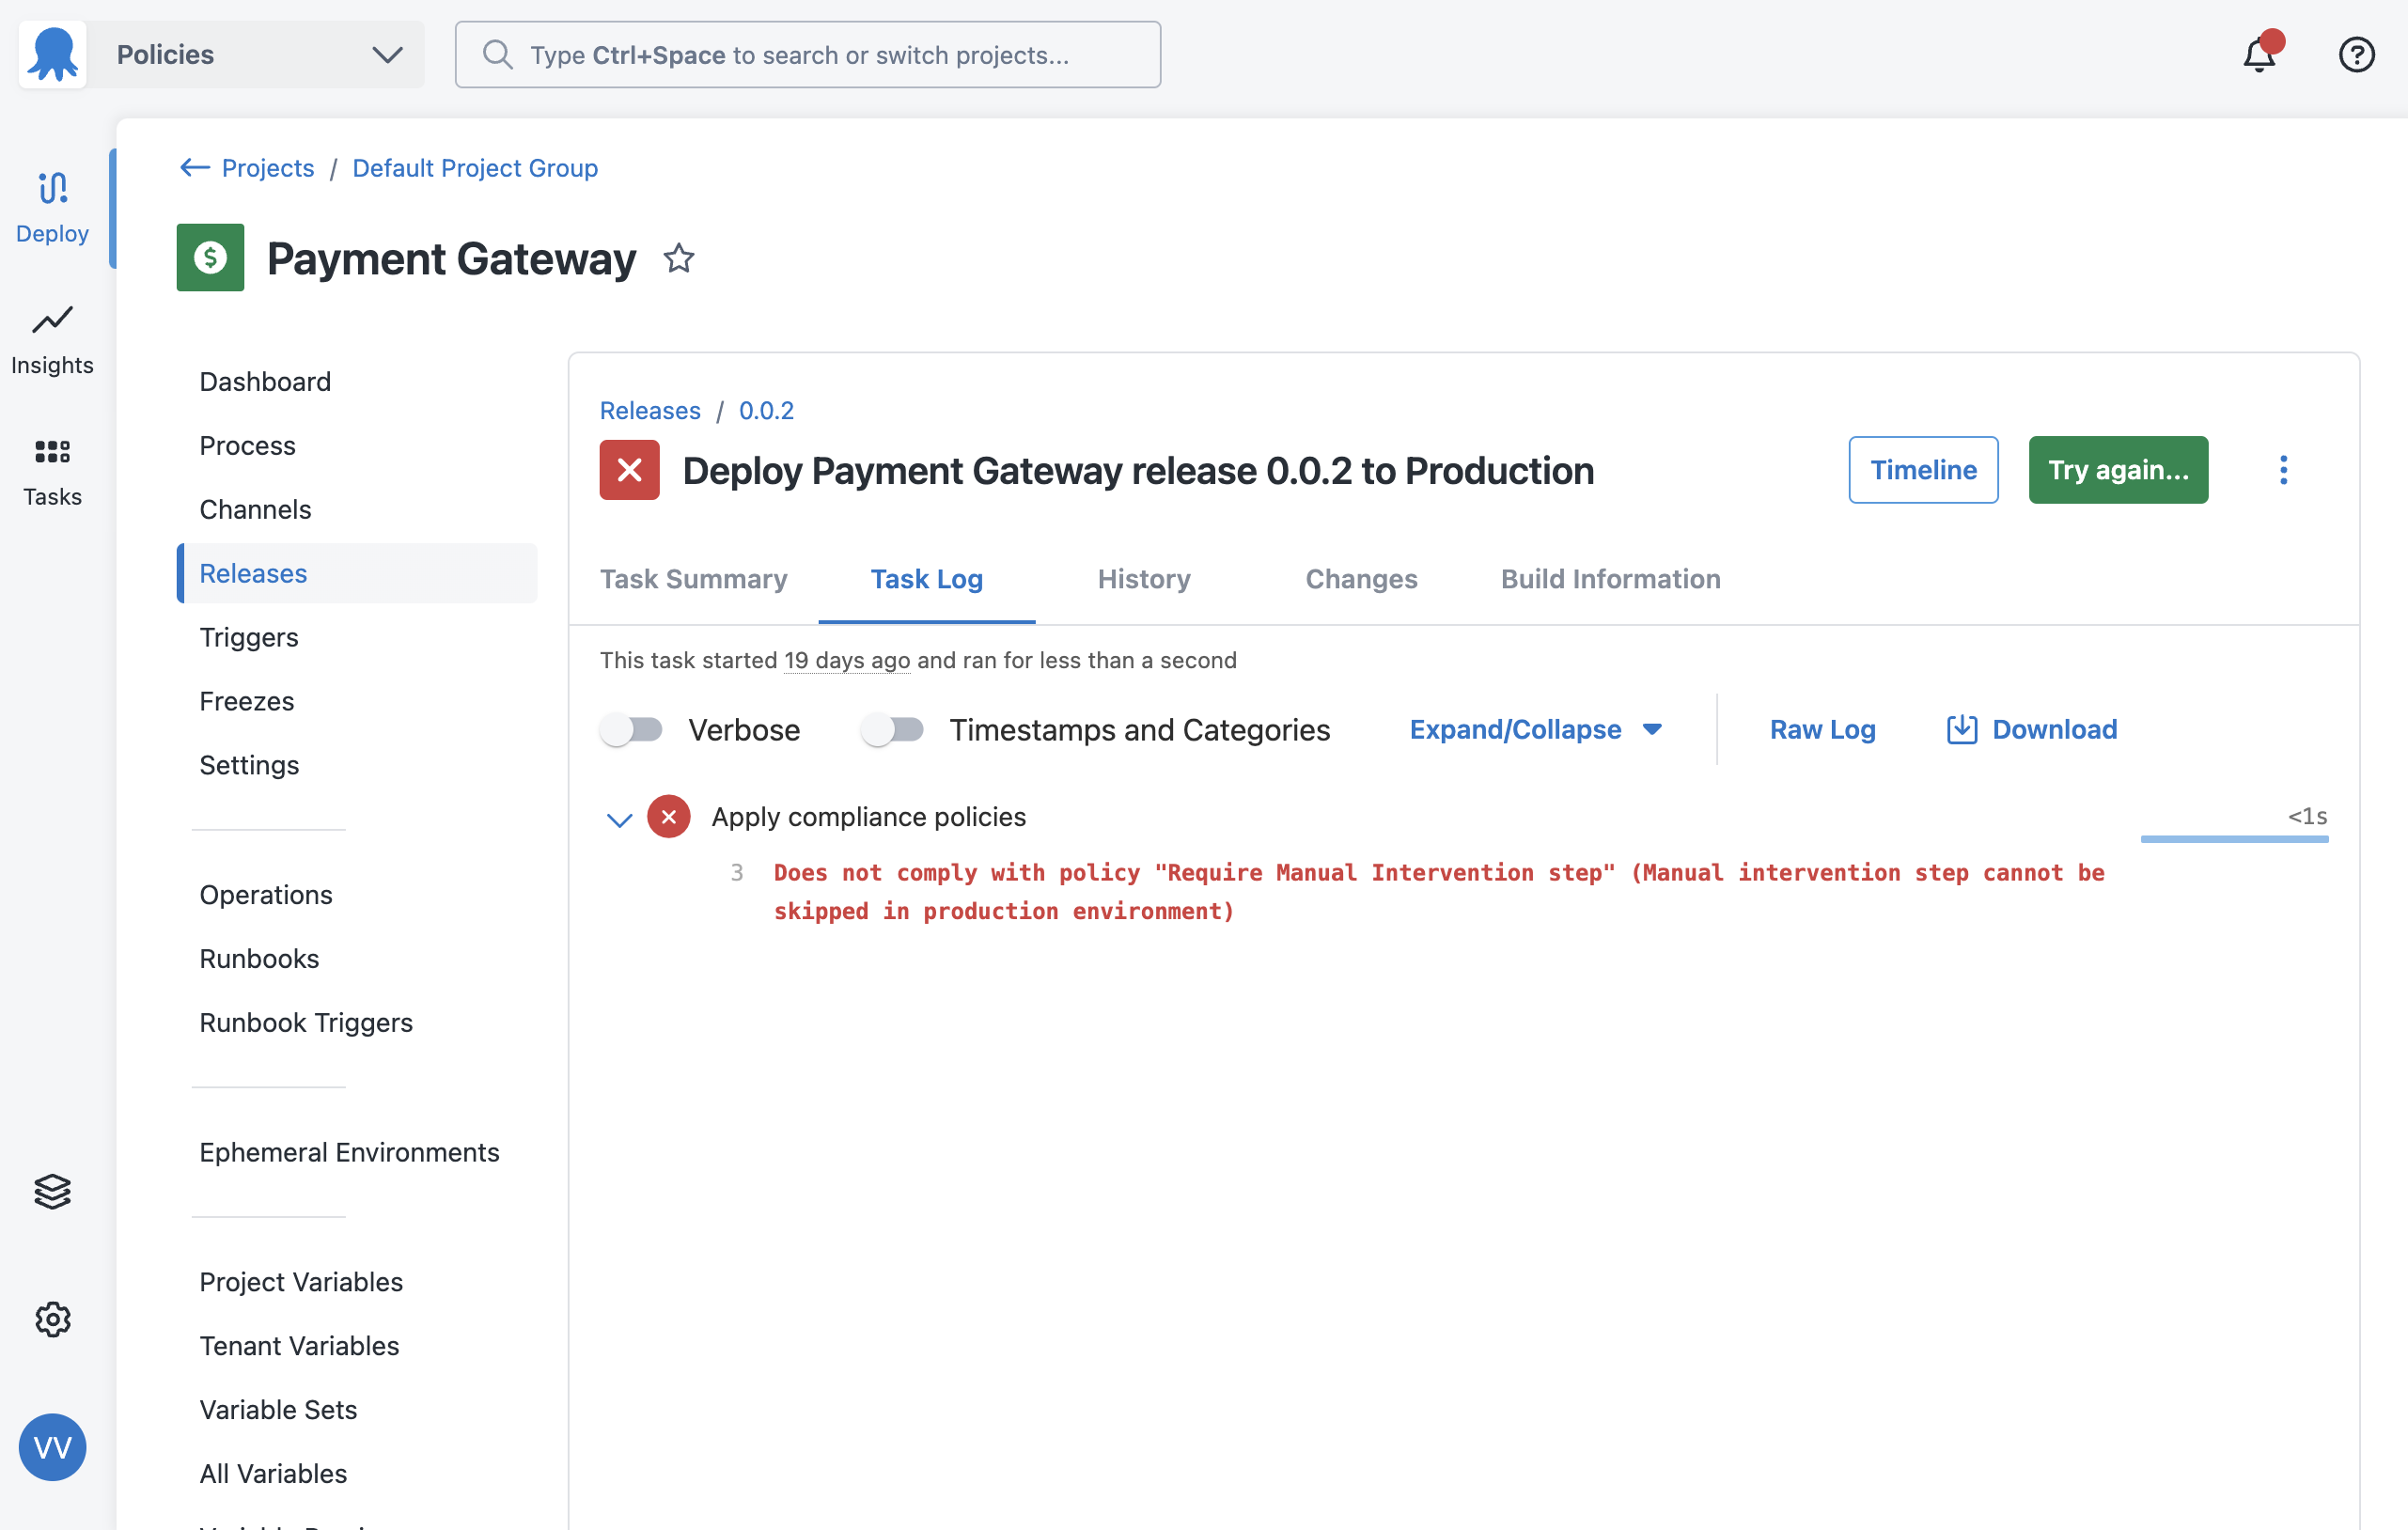 Policies
Type Ctrl+Space to search or switch projects...
Deploy
Insights
Tasks
VV
Projects / Default Project Group
Payment Gateway
Dashboard
Process
Channels
Releases
Triggers
Freezes
Settings
Operations
Runbooks
Runbook Triggers
Ephemeral Environments
Project Variables
Tenant Variables
Variable Sets
All Variables
Releases / 0.0.2
Deploy Payment Gateway release 0.0.2 to Production
Timeline
Try again...
Task Summary
Task Log
History
Changes
Build Information
This task started 19 days ago and ran for less than a second
Verbose
Timestamps and Categories
Expand/Collapse
Raw Log
Download
Apply compliance policies
<1s
3 Does not comply with policy "Require Manual Intervention step" (Manual intervention step cannot be
skipped in production environment)